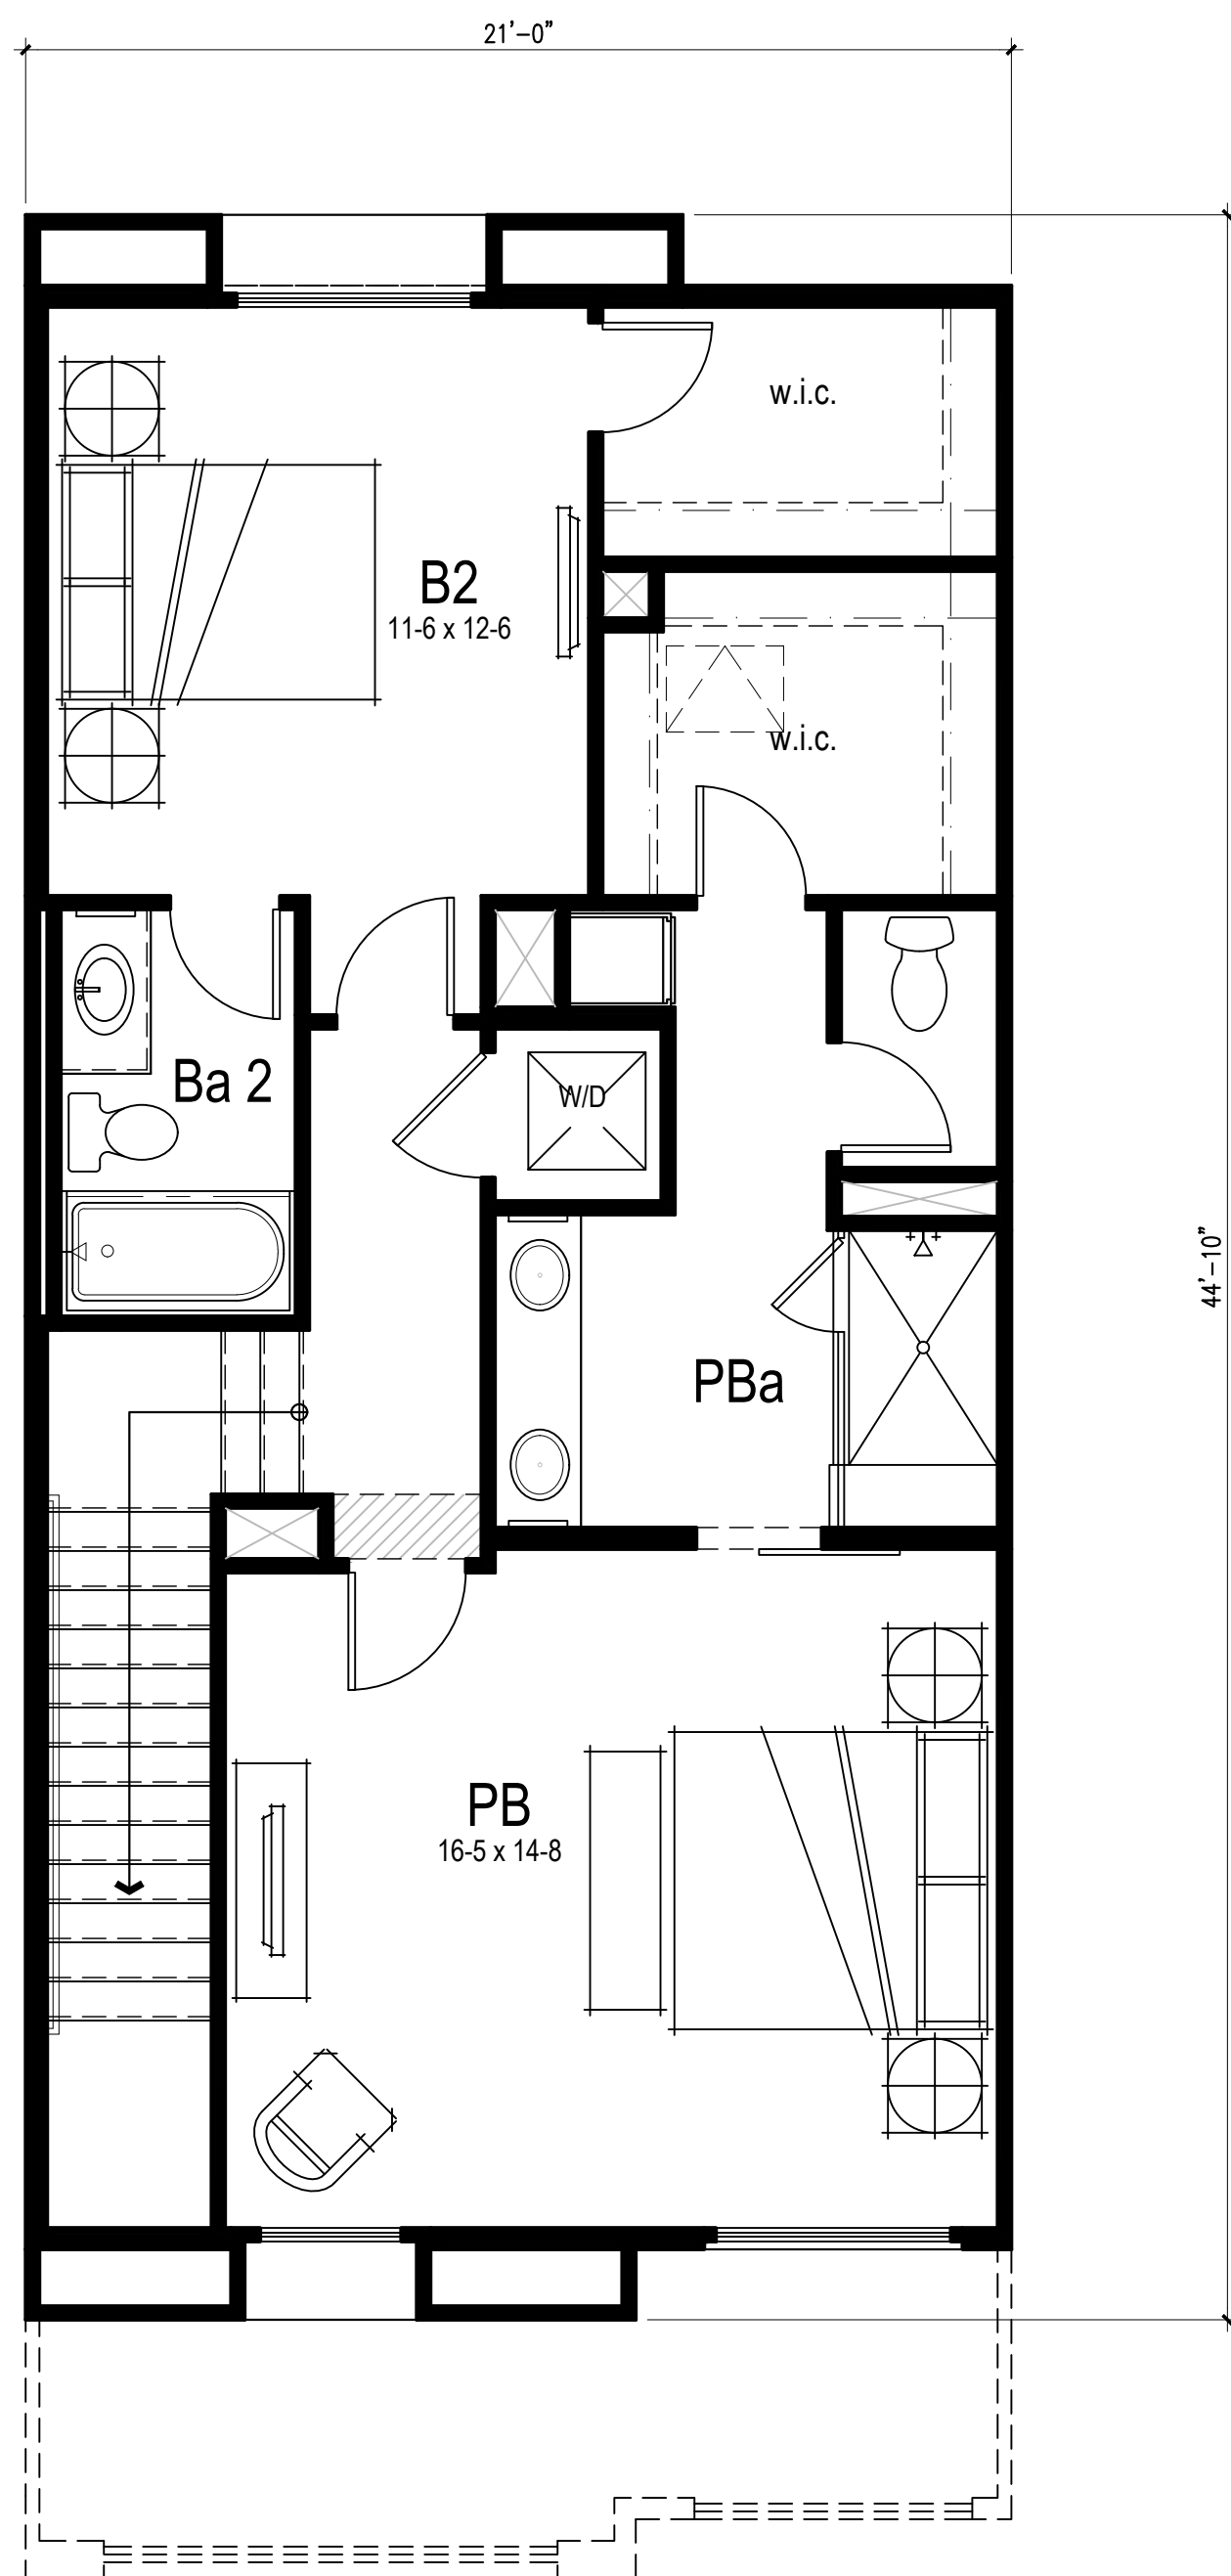 21'-0"
w.i.c.
B2
11-6 x 12-6
w.i.c.
Ba 2
W/D
44'-10"
PBa
PB
16-5 x 14-8